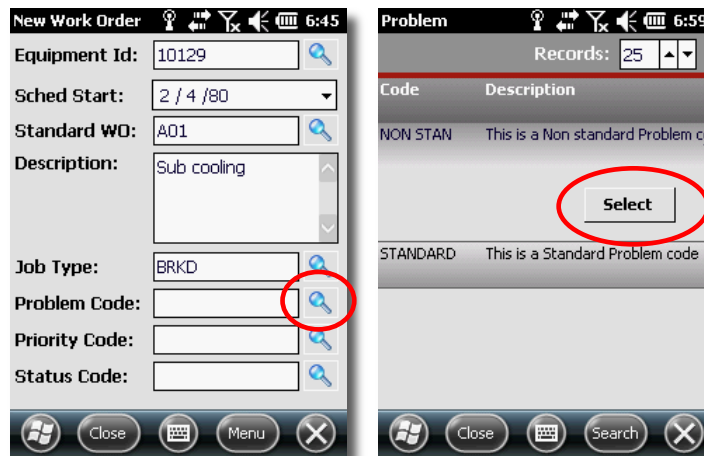 New Work Order 6:45
Equipment Id: 10129
Sched Start: 2 / 4 /80
Standard WO: A01
Description: Sub cooling
Job Type: BRKD
Problem Code:
Priority Code:
Status Code:
Close Menu
Problem 6:59
Records: 25
Code Description
NON STAN This is a Non standard Problem c
Select
STANDARD This is a Standard Problem code
Close Search